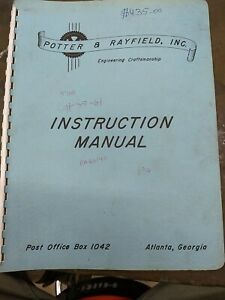 $435.00
POTTER & RAYFIELD, INC.
Engineering Craftsmanship
INSTRUCTION
MANUAL
Post Office Box 1042 Atlanta, Georgia